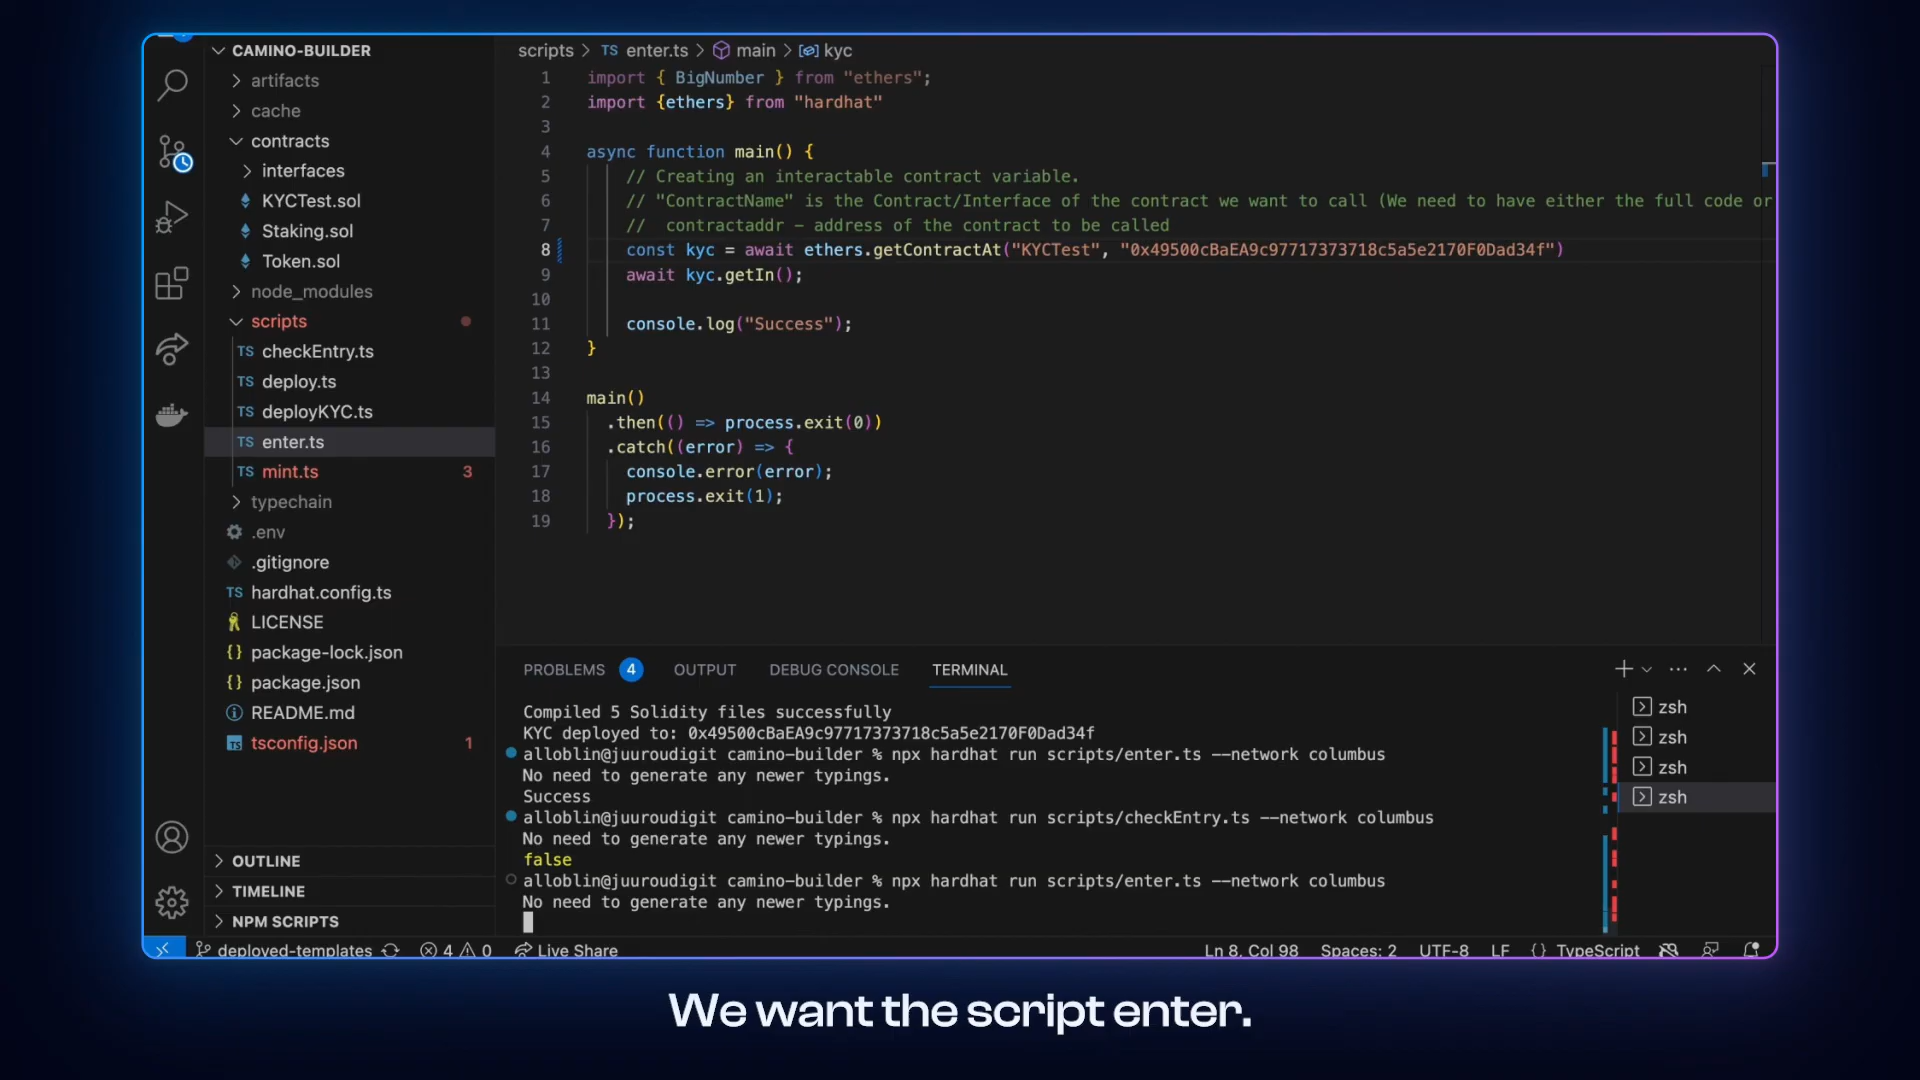 CAMINO-BUILDER
artifacts
cache
contracts
interfaces
KYCTest.sol
Staking.sol
Token.sol
node_modules
scripts
TS checkEntry.ts
TS deploy.ts
TS deployKYC.ts
TS enter.ts
TS mint.ts 3
typechain
.env
.gitignore
TS hardhat.config.ts
LICENSE
{} package-lock.json
{} package.json
README.md
TS tsconfig.json 1
OUTLINE
TIMELINE
NPM SCRIPTS
scripts > TS enter.ts > main > kyc
1 import { BigNumber } from "ethers";
2 import {ethers} from "hardhat"
3
4 async function main() {
5 // Creating an interactable contract variable.
6 // "ContractName" is the Contract/Interface of the contract we want to call (We need to have either the full code or
7 //  contractaddr – address of the contract to be called
8 const kyc = await ethers.getContractAt("KYCTest", "0x49500cBaEA9c97717373718c5a5e2170F0Dad34f")
9 await kyc.getIn();
10
11 console.log("Success");
12 }
13
14 main()
15 .then(() => process.exit(0))
16 .catch((error) => {
17 console.error(error);
18 process.exit(1);
19 });
PROBLEMS 4 OUTPUT DEBUG CONSOLE TERMINAL
Compiled 5 Solidity files successfully
KYC deployed to: 0x49500cBaEA9c97717373718c5a5e2170F0Dad34f
alloblin@juuroudigit camino-builder % npx hardhat run scripts/enter.ts --network columbus
No need to generate any newer typings.
Success
alloblin@juuroudigit camino-builder % npx hardhat run scripts/checkEntry.ts --network columbus
No need to generate any newer typings.
false
alloblin@juuroudigit camino-builder % npx hardhat run scripts/enter.ts --network columbus
No need to generate any newer typings.
zsh
zsh
zsh
zsh
deployed-templates 4 0 Live Share Ln 8, Col 98 Spaces: 2 UTF-8 LF {} TypeScript
We want the script enter.